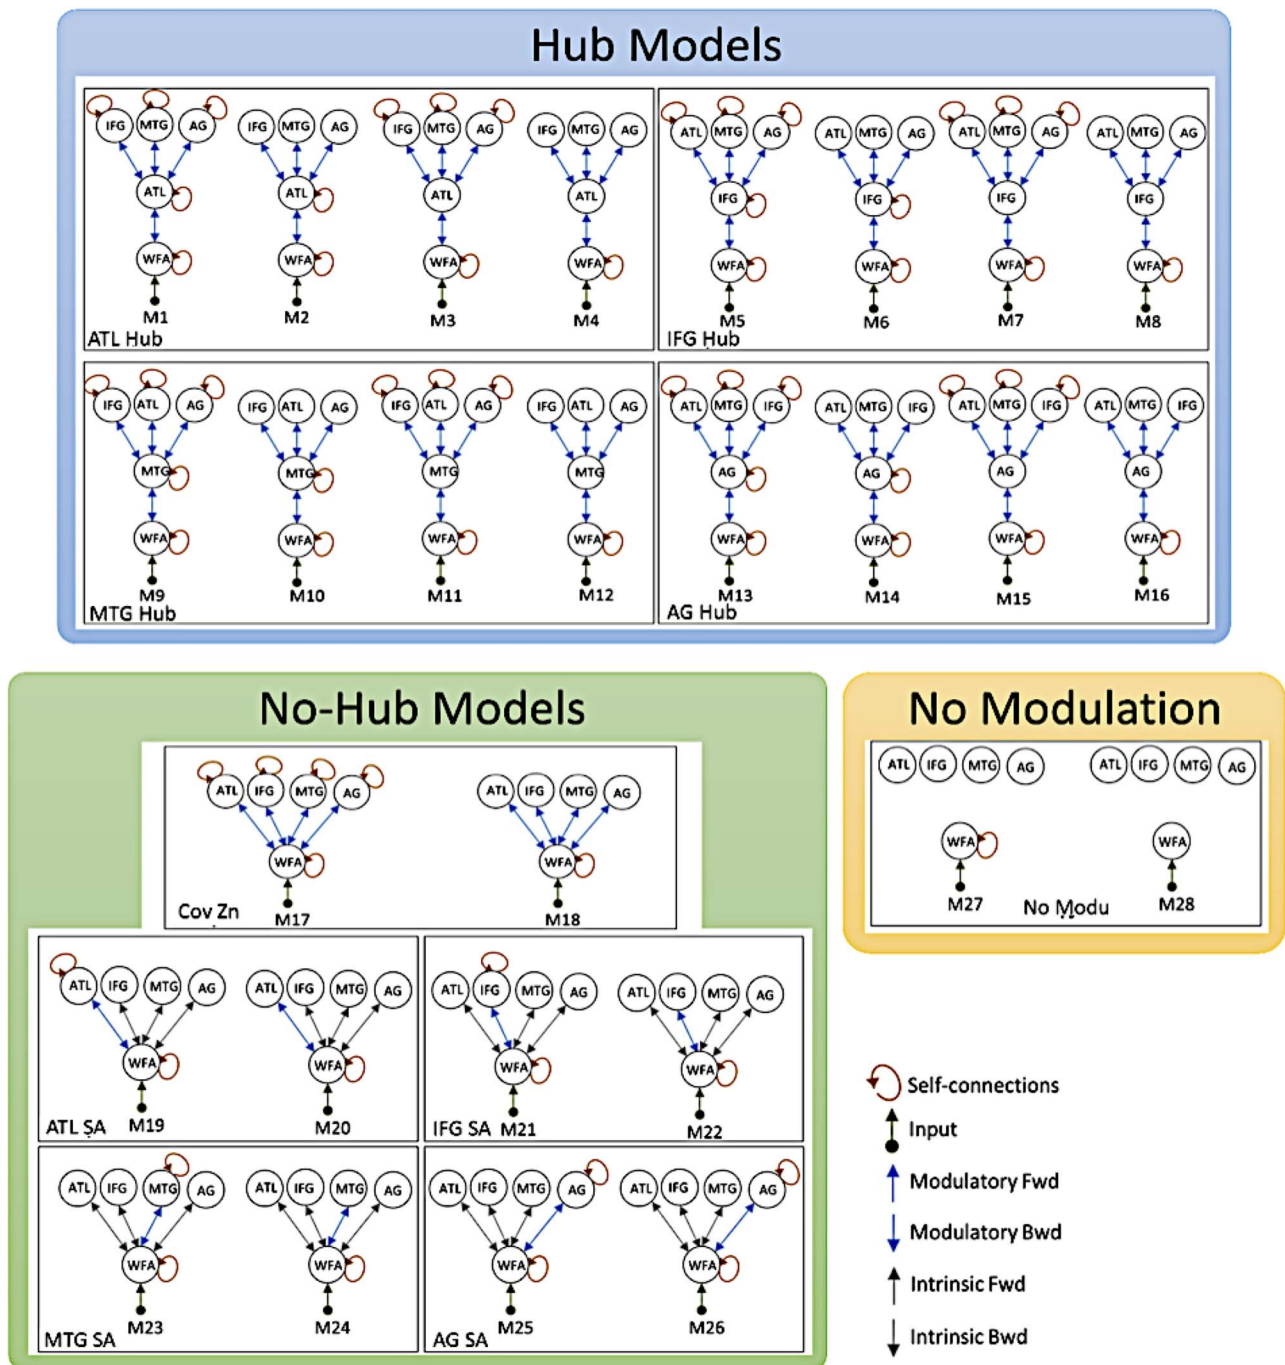 Hub Models
IFG MTG AG IFG MTG AG IFG MTG AG IFG MTG AG
ATL ATL ATL ATL
WFA WFA WFA WFA
M1 M2 M3 M4
ATL Hub
ATL MTG AG ATL MTG AG ATL MTG AG ATL MTG AG
IFG IFG IFG IFG
WFA WFA WFA WFA
M5 M6 M7 M8
IFG Hub
IFG ATL AG IFG ATL AG IFG ATL AG IFG ATL AG
MTG MTG MTG MTG
WFA WFA WFA WFA
M9 M10 M11 M12
MTG Hub
ATL MTG IFG ATL MTG IFG ATL MTG IFG ATL MTG IFG
AG AG AG AG
WFA WFA WFA WFA
M13 M14 M15 M16
AG Hub
No-Hub Models
ATL IFG MTG AG ATL IFG MTG AG
WFA WFA
Cov Zn M17 M18
ATL IFG MTG AG ATL IFG MTG AG
WFA WFA
ATL SA M19 M20
ATL IFG MTG AG ATL IFG MTG AG
WFA WFA
IFG SA M21 M22
ATL IFG MTG AG ATL IFG MTG AG
WFA WFA
MTG SA M23 M24
ATL IFG MTG AG ATL IFG MTG AG
WFA WFA
AG SA M25 M26
No Modulation
ATL IFG MTG AG ATL IFG MTG AG
WFA WFA
M27 No Modu M28
Self-connections
Input
Modulatory Fwd
Modulatory Bwd
Intrinsic Fwd
Intrinsic Bwd